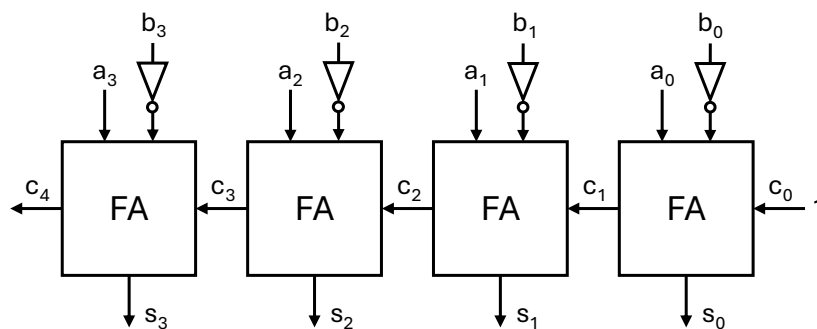 b₃ b₂ b₁ b₀
a₃ a₂ a₁ a₀
c₄ FA c₃ FA c₂ FA c₁ FA c₀
s₃ s₂ s₁ s₀